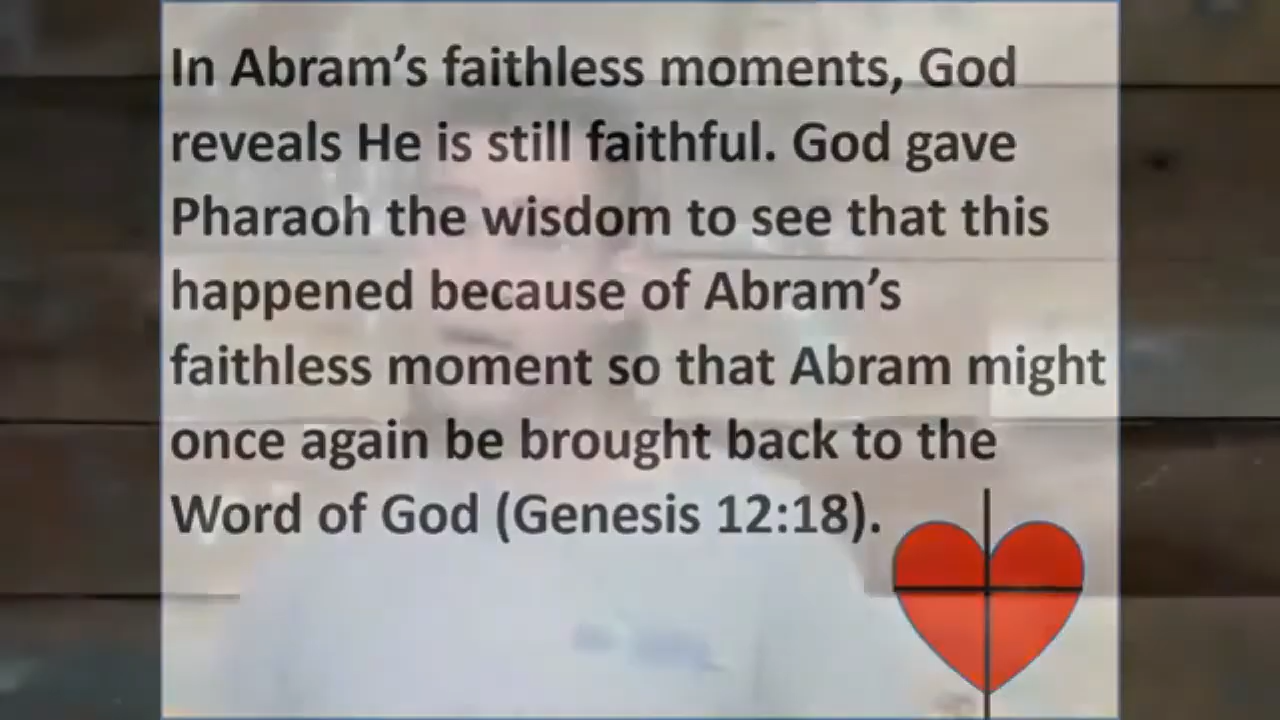 In Abram’s faithless moments, God
reveals He is still faithful. God gave
Pharaoh the wisdom to see that this
happened because of Abram’s
faithless moment so that Abram might
once again be brought back to the
Word of God (Genesis 12:18).